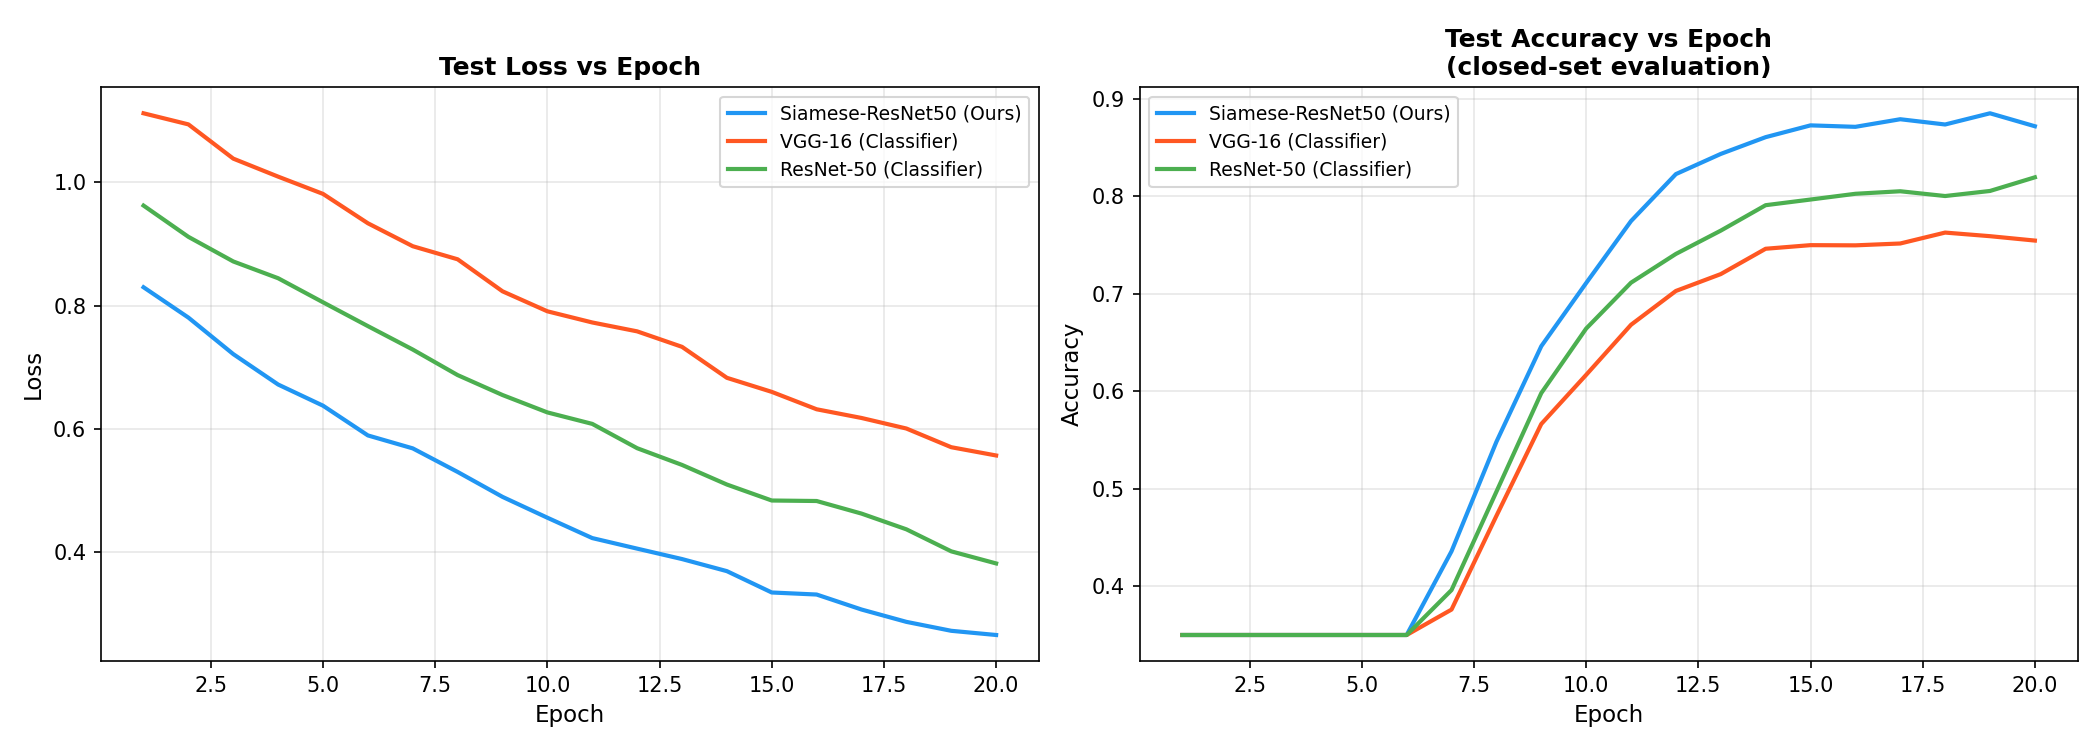 Test Loss vs Epoch
Siamese-ResNet50 (Ours)
VGG-16 (Classifier)
ResNet-50 (Classifier)
1.0
0.8
0.6
0.4
Loss
2.5 5.0 7.5 10.0 12.5 15.0 17.5 20.0
Epoch
Test Accuracy vs Epoch
(closed-set evaluation)
Siamese-ResNet50 (Ours)
VGG-16 (Classifier)
ResNet-50 (Classifier)
0.9
0.8
0.7
0.6
0.5
0.4
Accuracy
2.5 5.0 7.5 10.0 12.5 15.0 17.5 20.0
Epoch